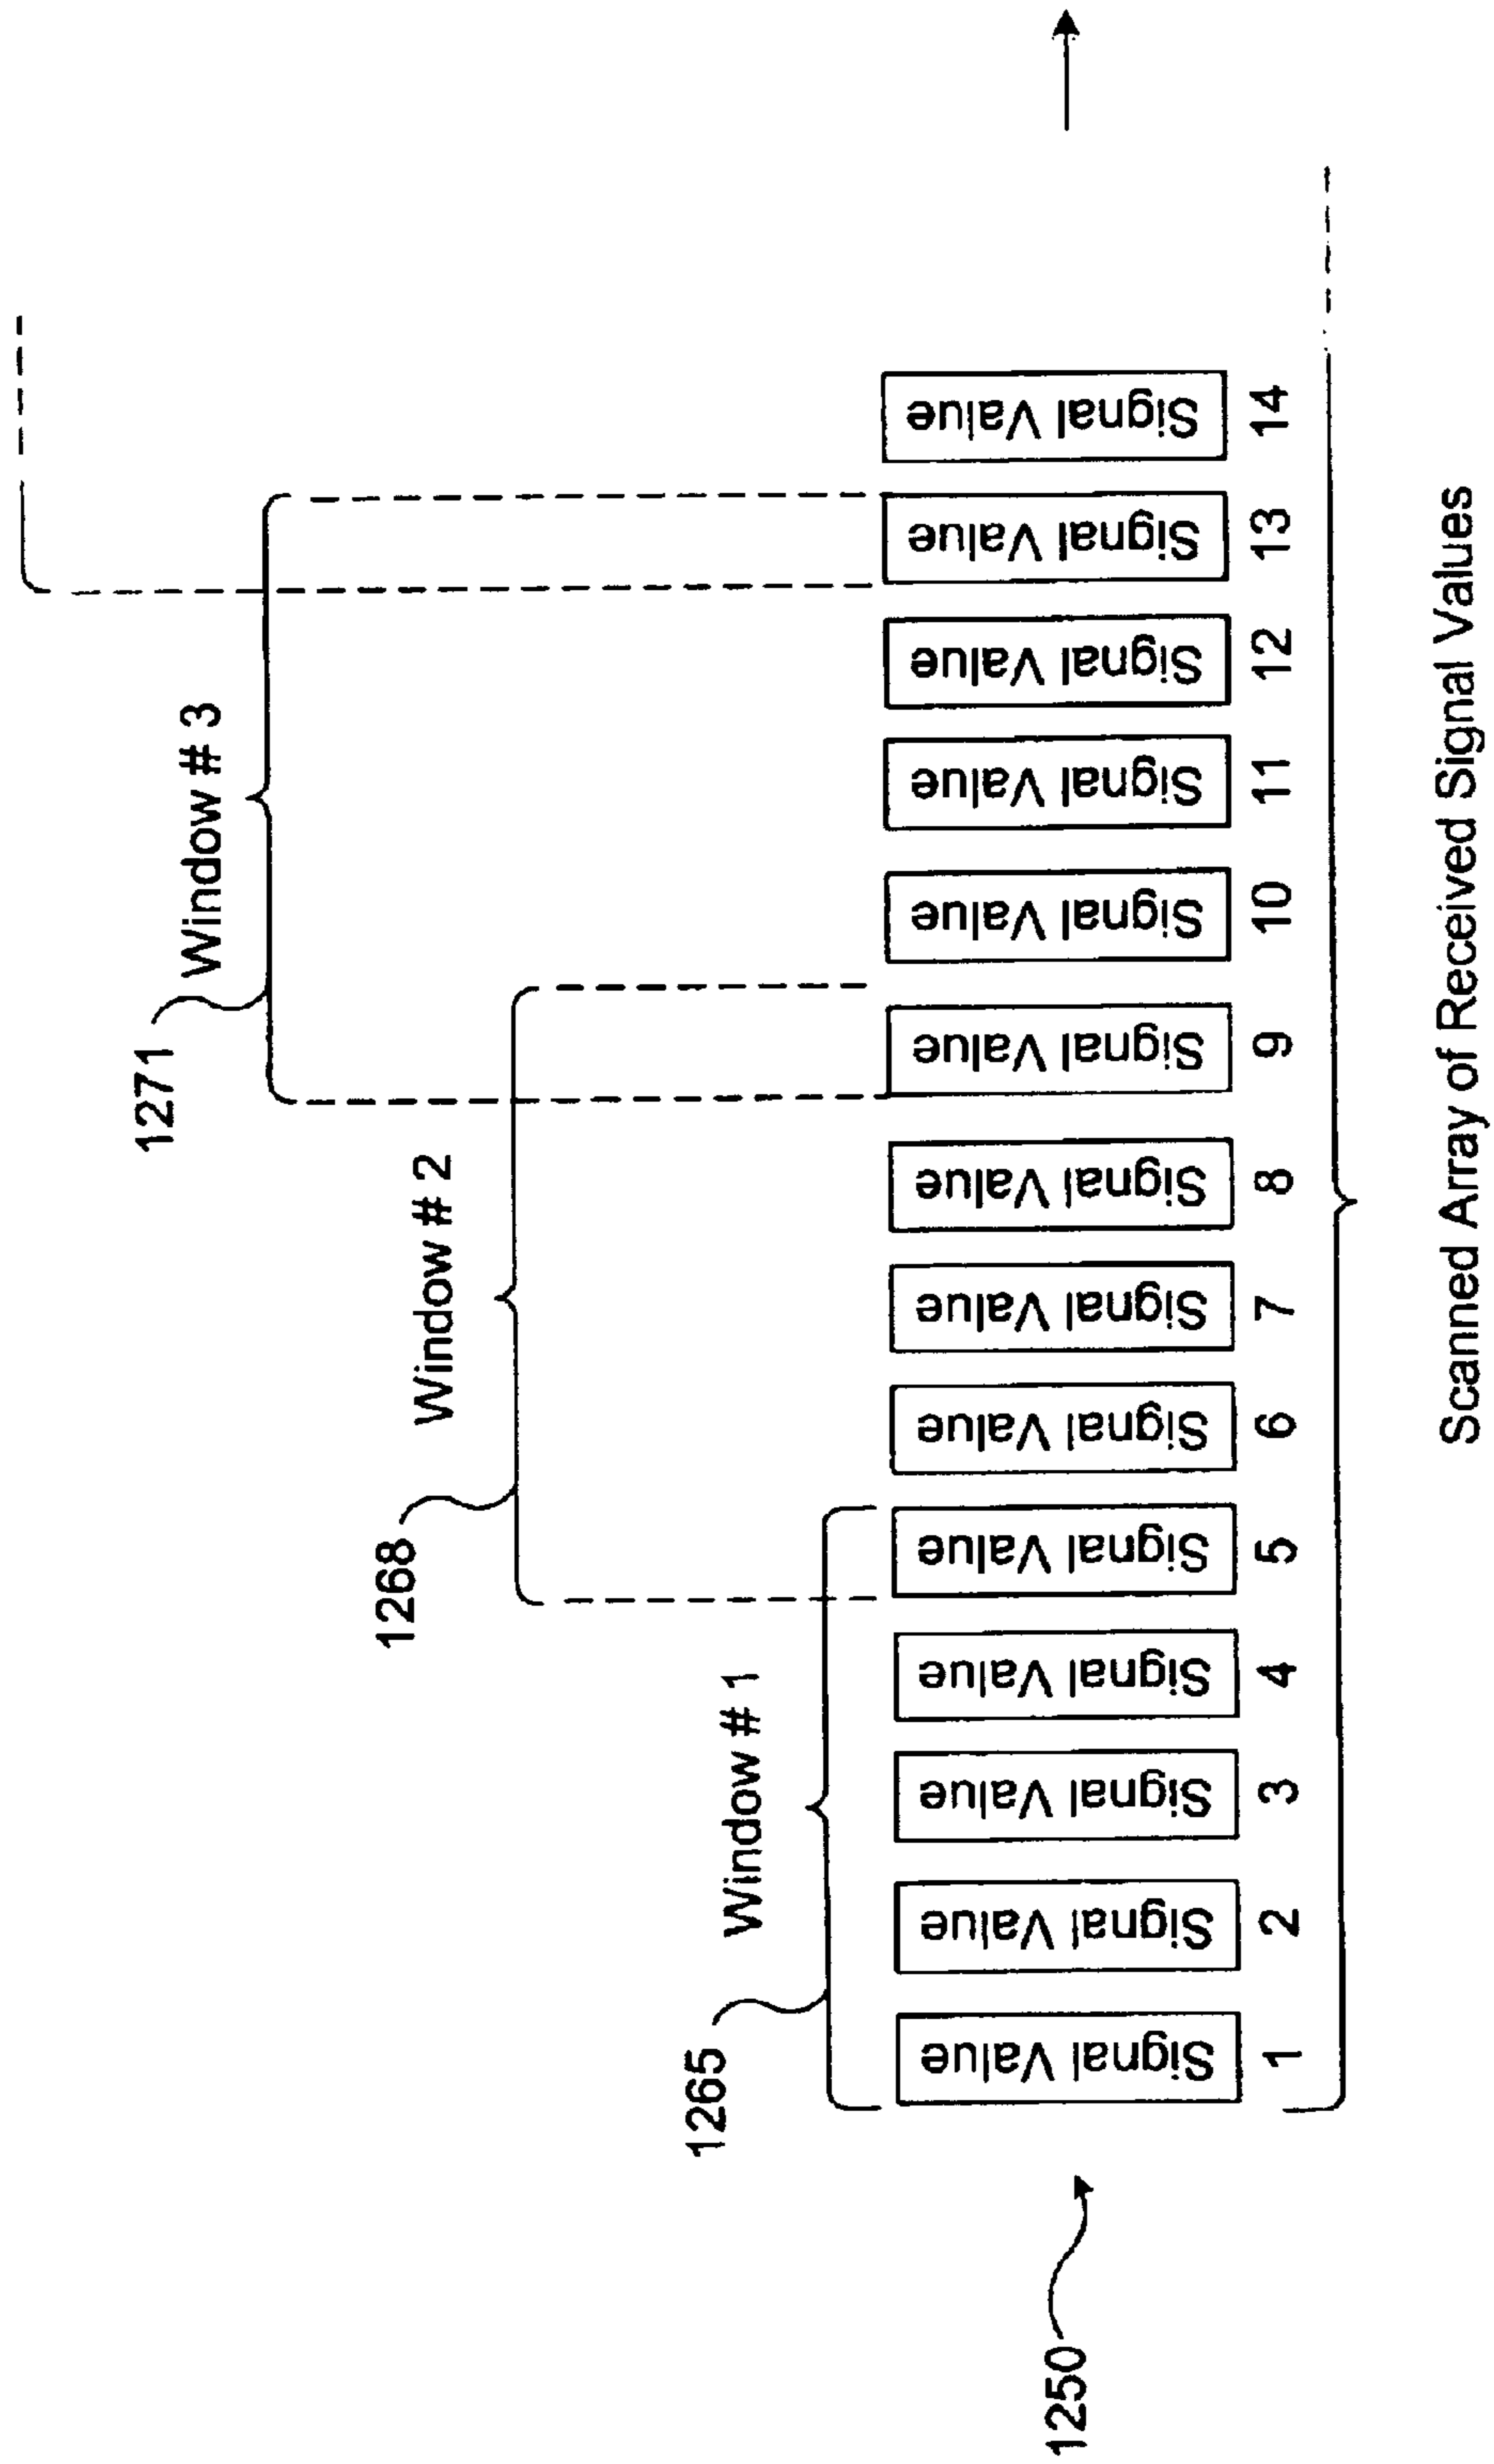 1271
Window # 3
1268
Window # 2
1265
Window # 1
1250
Signal Value
Signal Value
Signal Value
Signal Value
Signal Value
Signal Value
Signal Value
Signal Value
Signal Value
Signal Value
Signal Value
Signal Value
Signal Value
Signal Value
1 2 3 4 5 6 7 8 9 10 11 12 13 14
Scanned Array of Received Signal Values